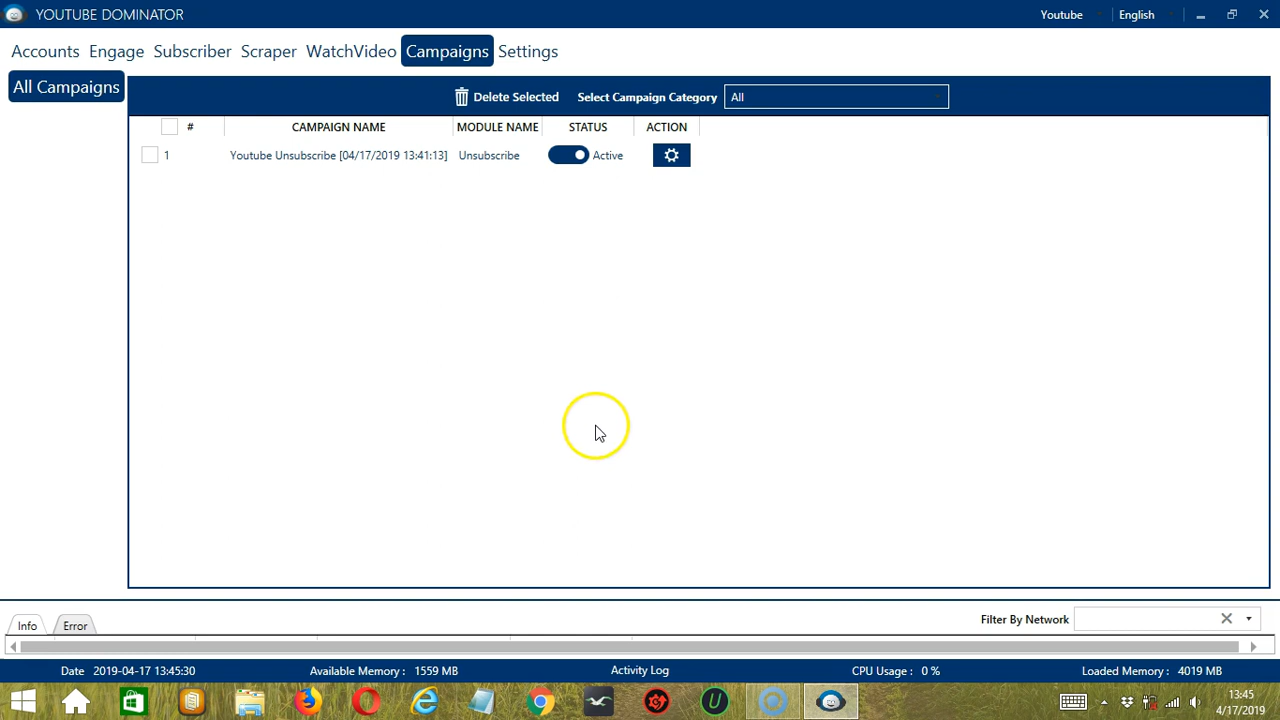 YOUTUBE DOMINATOR Youtube English
Accounts Engage Subscriber Scraper WatchVideo Campaigns Settings
All Campaigns
Delete Selected Select Campaign Category All
# CAMPAIGN NAME MODULE NAME STATUS ACTION
1 Youtube Unsubscribe [04/17/2019 13:41:13] Unsubscribe Active
Info Error Filter By Network
Date 2019-04-17 13:45:30 Available Memory : 1559 MB Activity Log CPU Usage : 0 % Loaded Memory : 4019 MB
13:45
4/17/2019